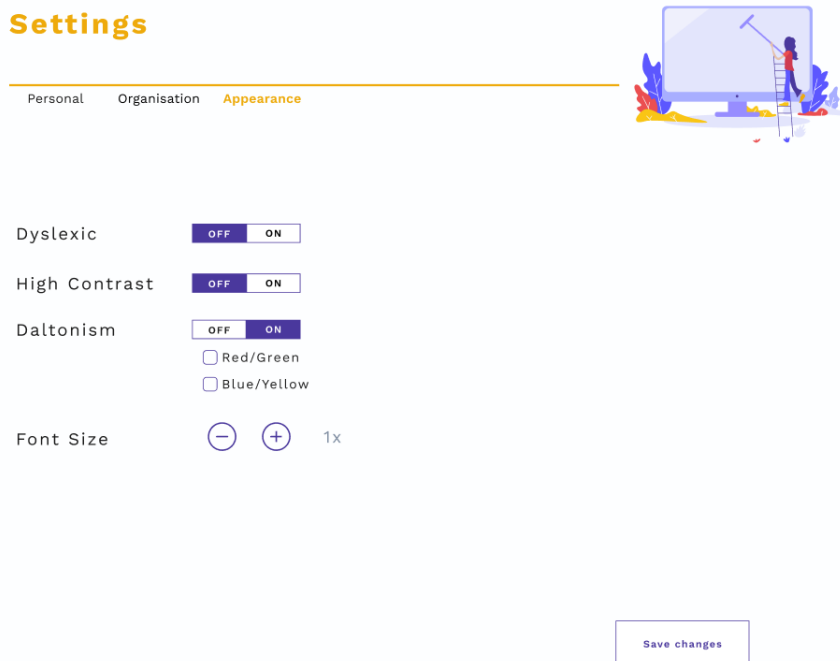 Settings
Personal Organisation Appearance
Dyslexic OFF ON
High Contrast OFF ON
Daltonism OFF ON
Red/Green
Blue/Yellow
Font Size − + 1x
Save changes